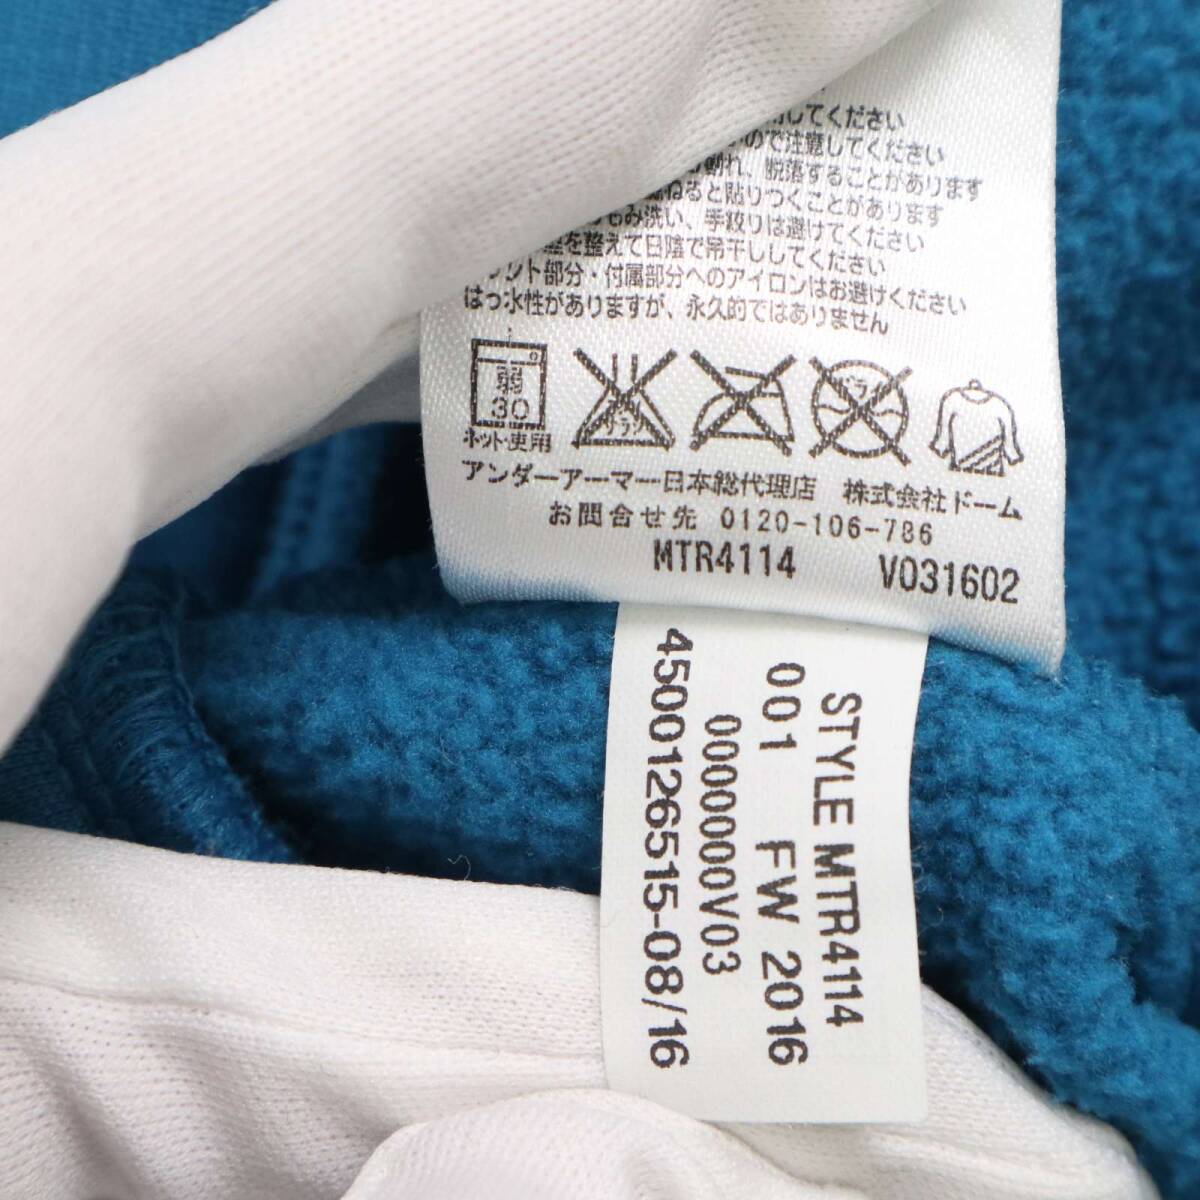 してください
ので注意してください
割れ、脱落することがあります
ねると貼りつくことがあります
もみ洗い、手絞りは避けてください
を整えて日陰で吊干ししてください
ント部分・付属部分へのアイロンはお避けください
はっ水性がありますが、永久的ではありません
弱
30
ネット使用
アンダーアーマー日本総代理店 株式会社ドーム
お問合せ先 0120-106-786
MTR4114 V031602
STYLE MTR4114
001 FW 2016
0000000V03
4500126515-08/16